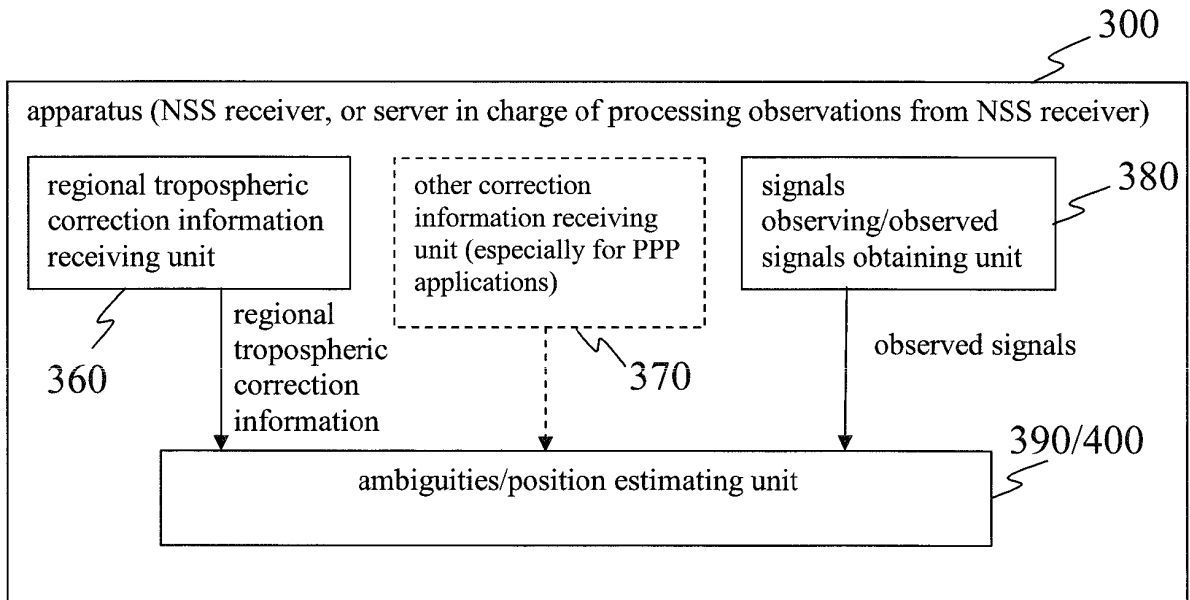 300
apparatus (NSS receiver, or server in charge of processing observations from NSS receiver)
regional tropospheric
correction information
receiving unit
other correction
information receiving
unit (especially for PPP
applications)
signals
observing/observed
signals obtaining unit
380
360
regional
tropospheric
correction
information
370
observed signals
390/400
ambiguities/position estimating unit